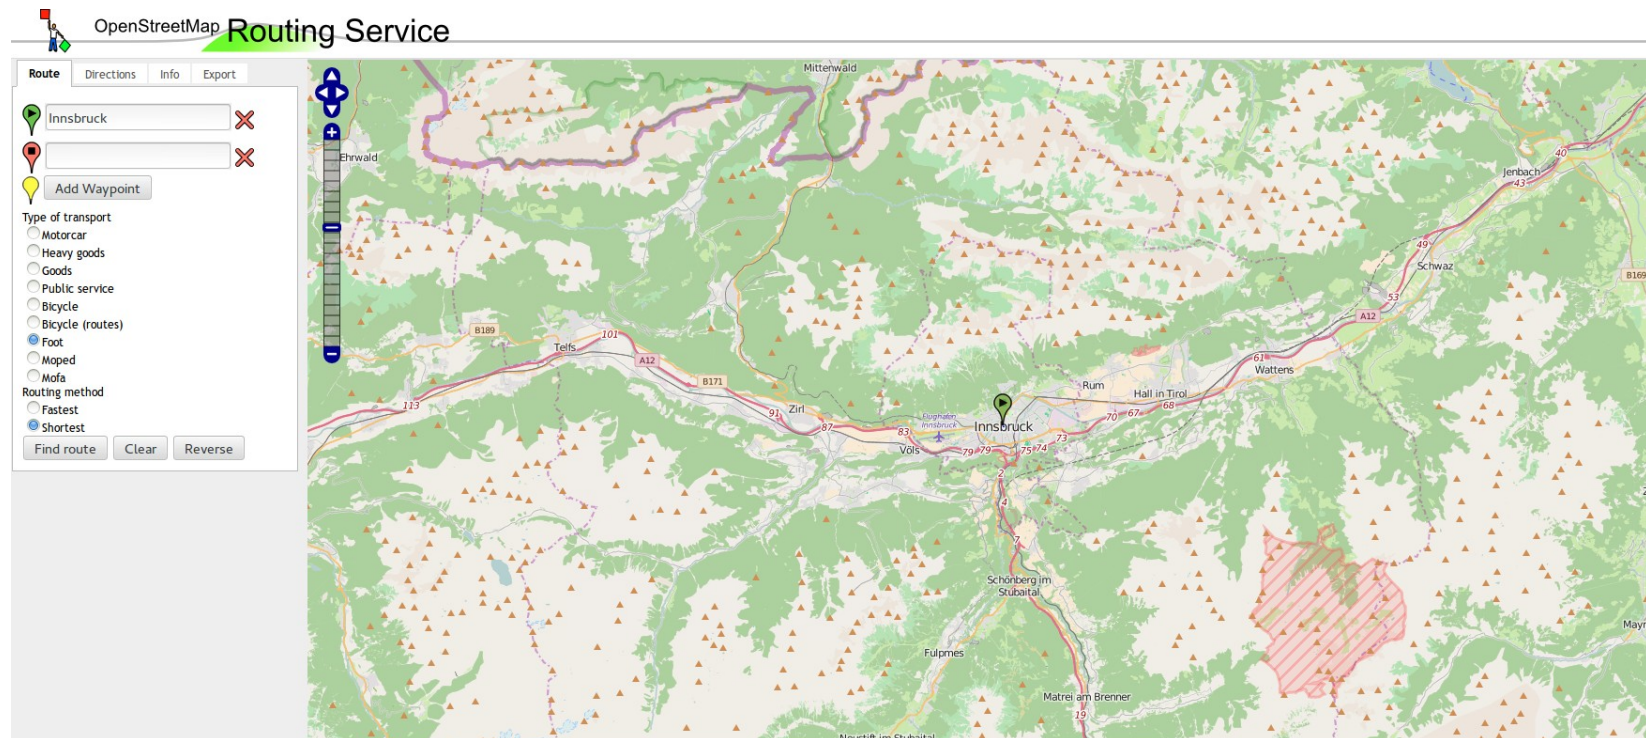 OpenStreetMap Routing Service
Route Directions Info Export
Innsbruck
Add Waypoint
Type of transport
Motorcar
Heavy goods
Goods
Public service
Bicycle
Bicycle (routes)
Foot
Moped
Mofa
Routing method
Fastest
Shortest
Find route Clear Reverse
Mittenwald
Ehrwald
40
Jenbach
43
49
Schwaz
B169
53
A12
B189
101
Telfs
A12
61
Wattens
B171
Rum
Hall in Tirol
113
91
Zirl
68
67
70
Flughafen
Innsbruck
Innsbruck
87
83
73
Völs
79
79
75
74
2
4
7
Schönberg im
Stubaital
Fulpmes
Matrei am Brenner
19